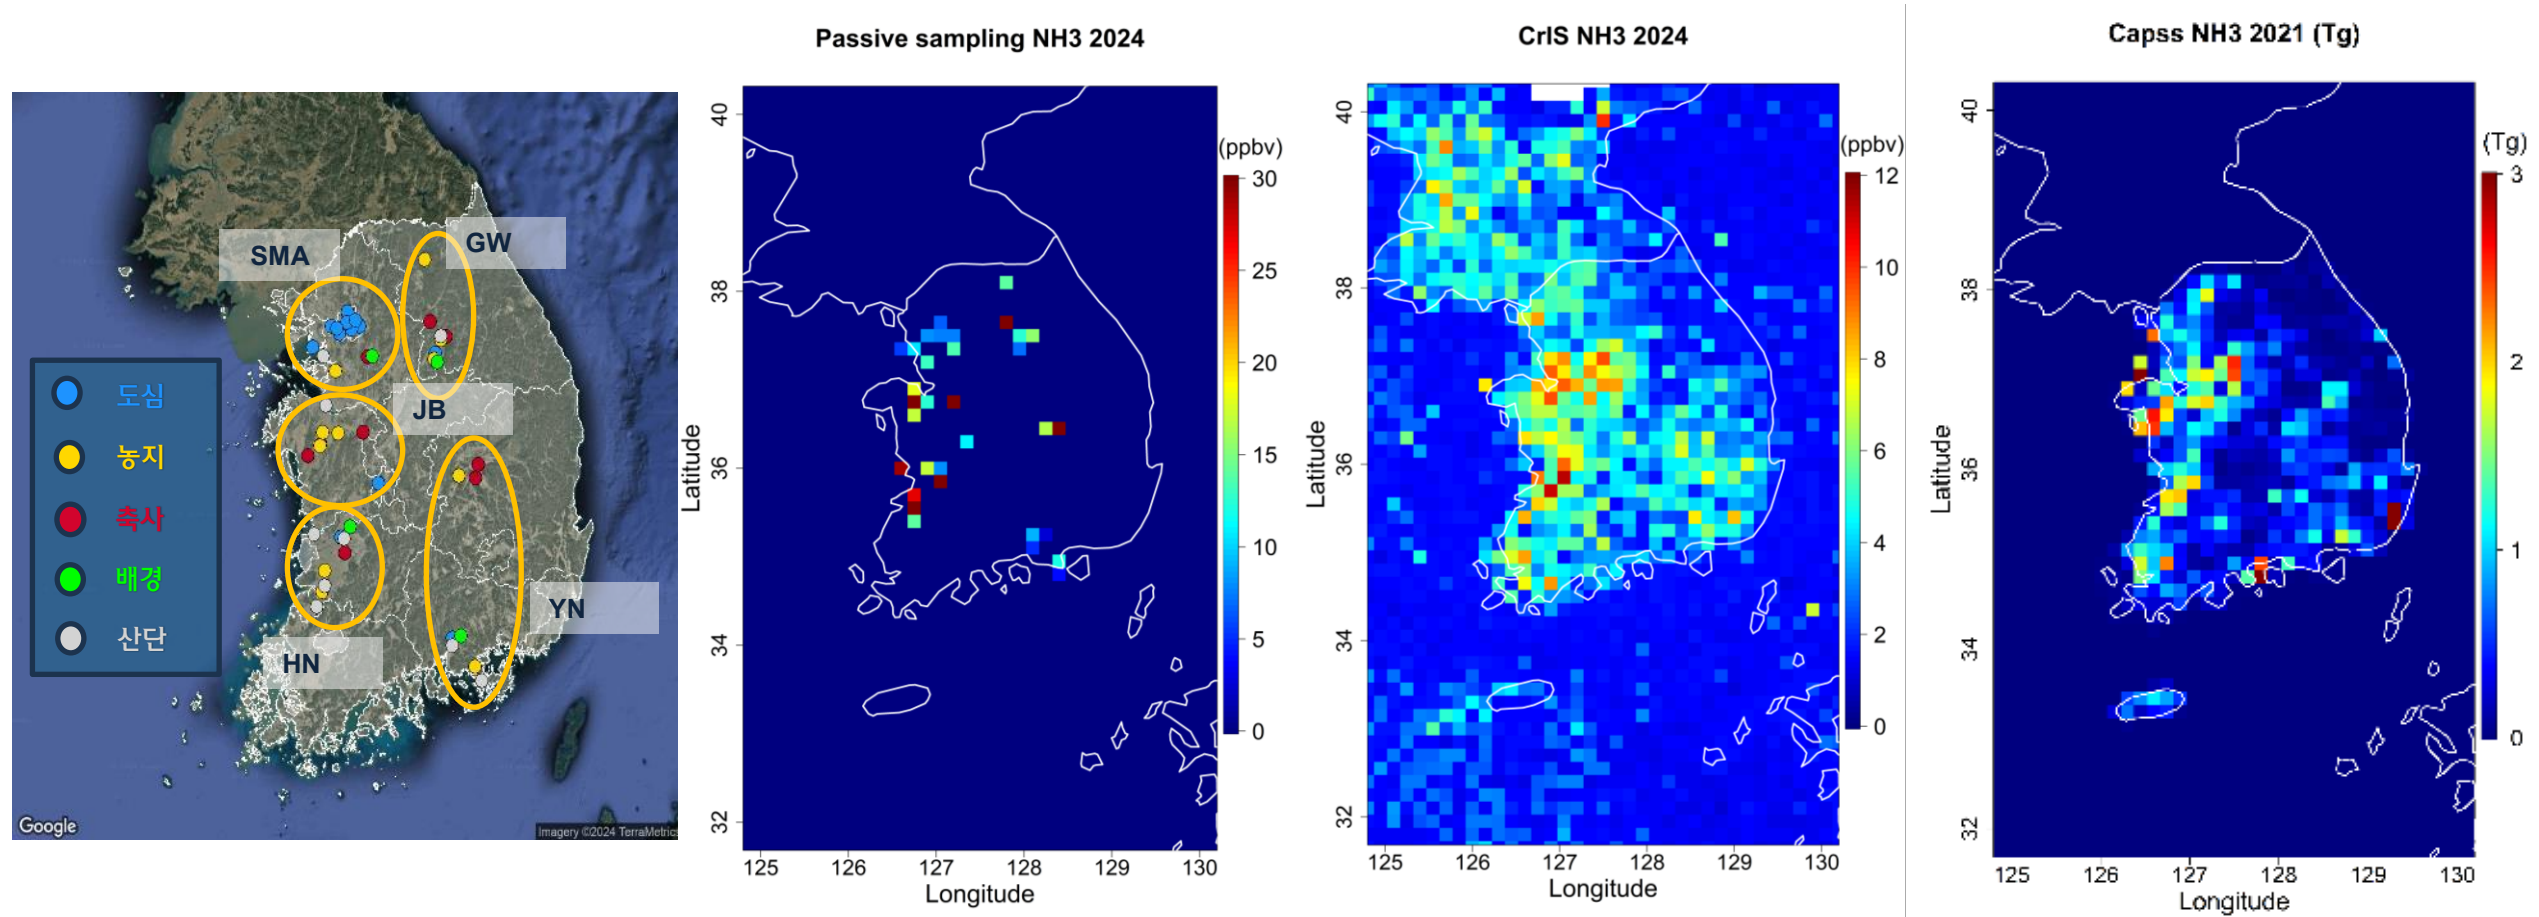 SMA
GW
JB
YN
HN
도심
농지
축사
배경
산단
Google
Imagery ©2024 TerraMetrics
Passive sampling NH3 2024
(ppbv)
30
25
20
15
10
5
0
40
38
36
34
32
Latitude
125 126 127 128 129 130
Longitude
CrIS NH3 2024
(ppbv)
12
10
8
6
4
2
0
40
38
36
34
32
Latitude
125 126 127 128 129 130
Longitude
Capss NH3 2021 (Tg)
(Tg)
3
2
1
0
40
38
36
34
32
Latitude
125 126 127 128 129 130
Longitude